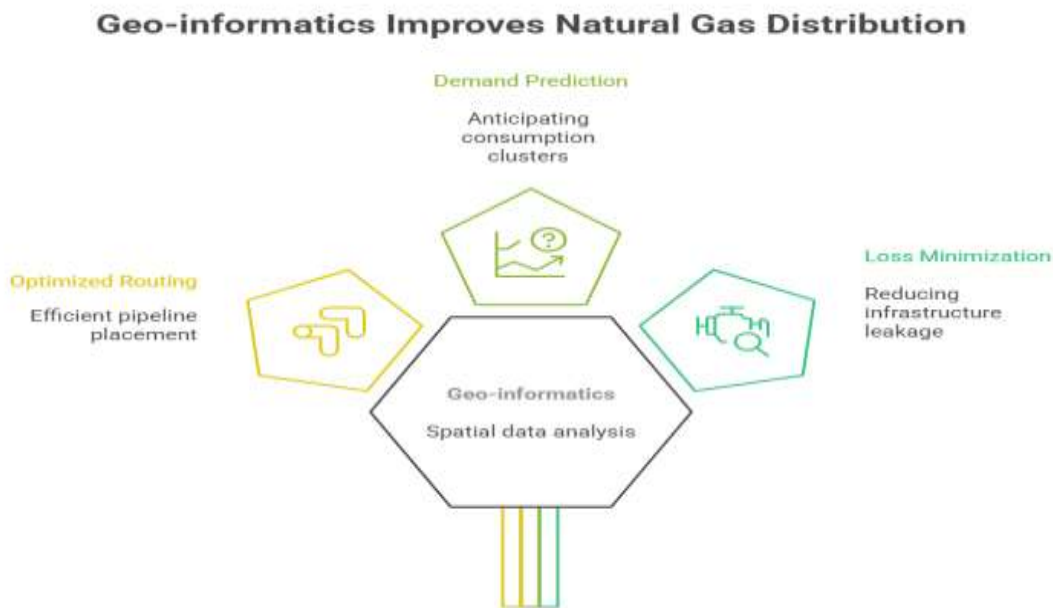 Geo-informatics Improves Natural Gas Distribution
Demand Prediction
Anticipating
consumption
clusters
Optimized Routing
Efficient pipeline
placement
Loss Minimization
Reducing
infrastructure
leakage
Geo-informatics
Spatial data analysis
?